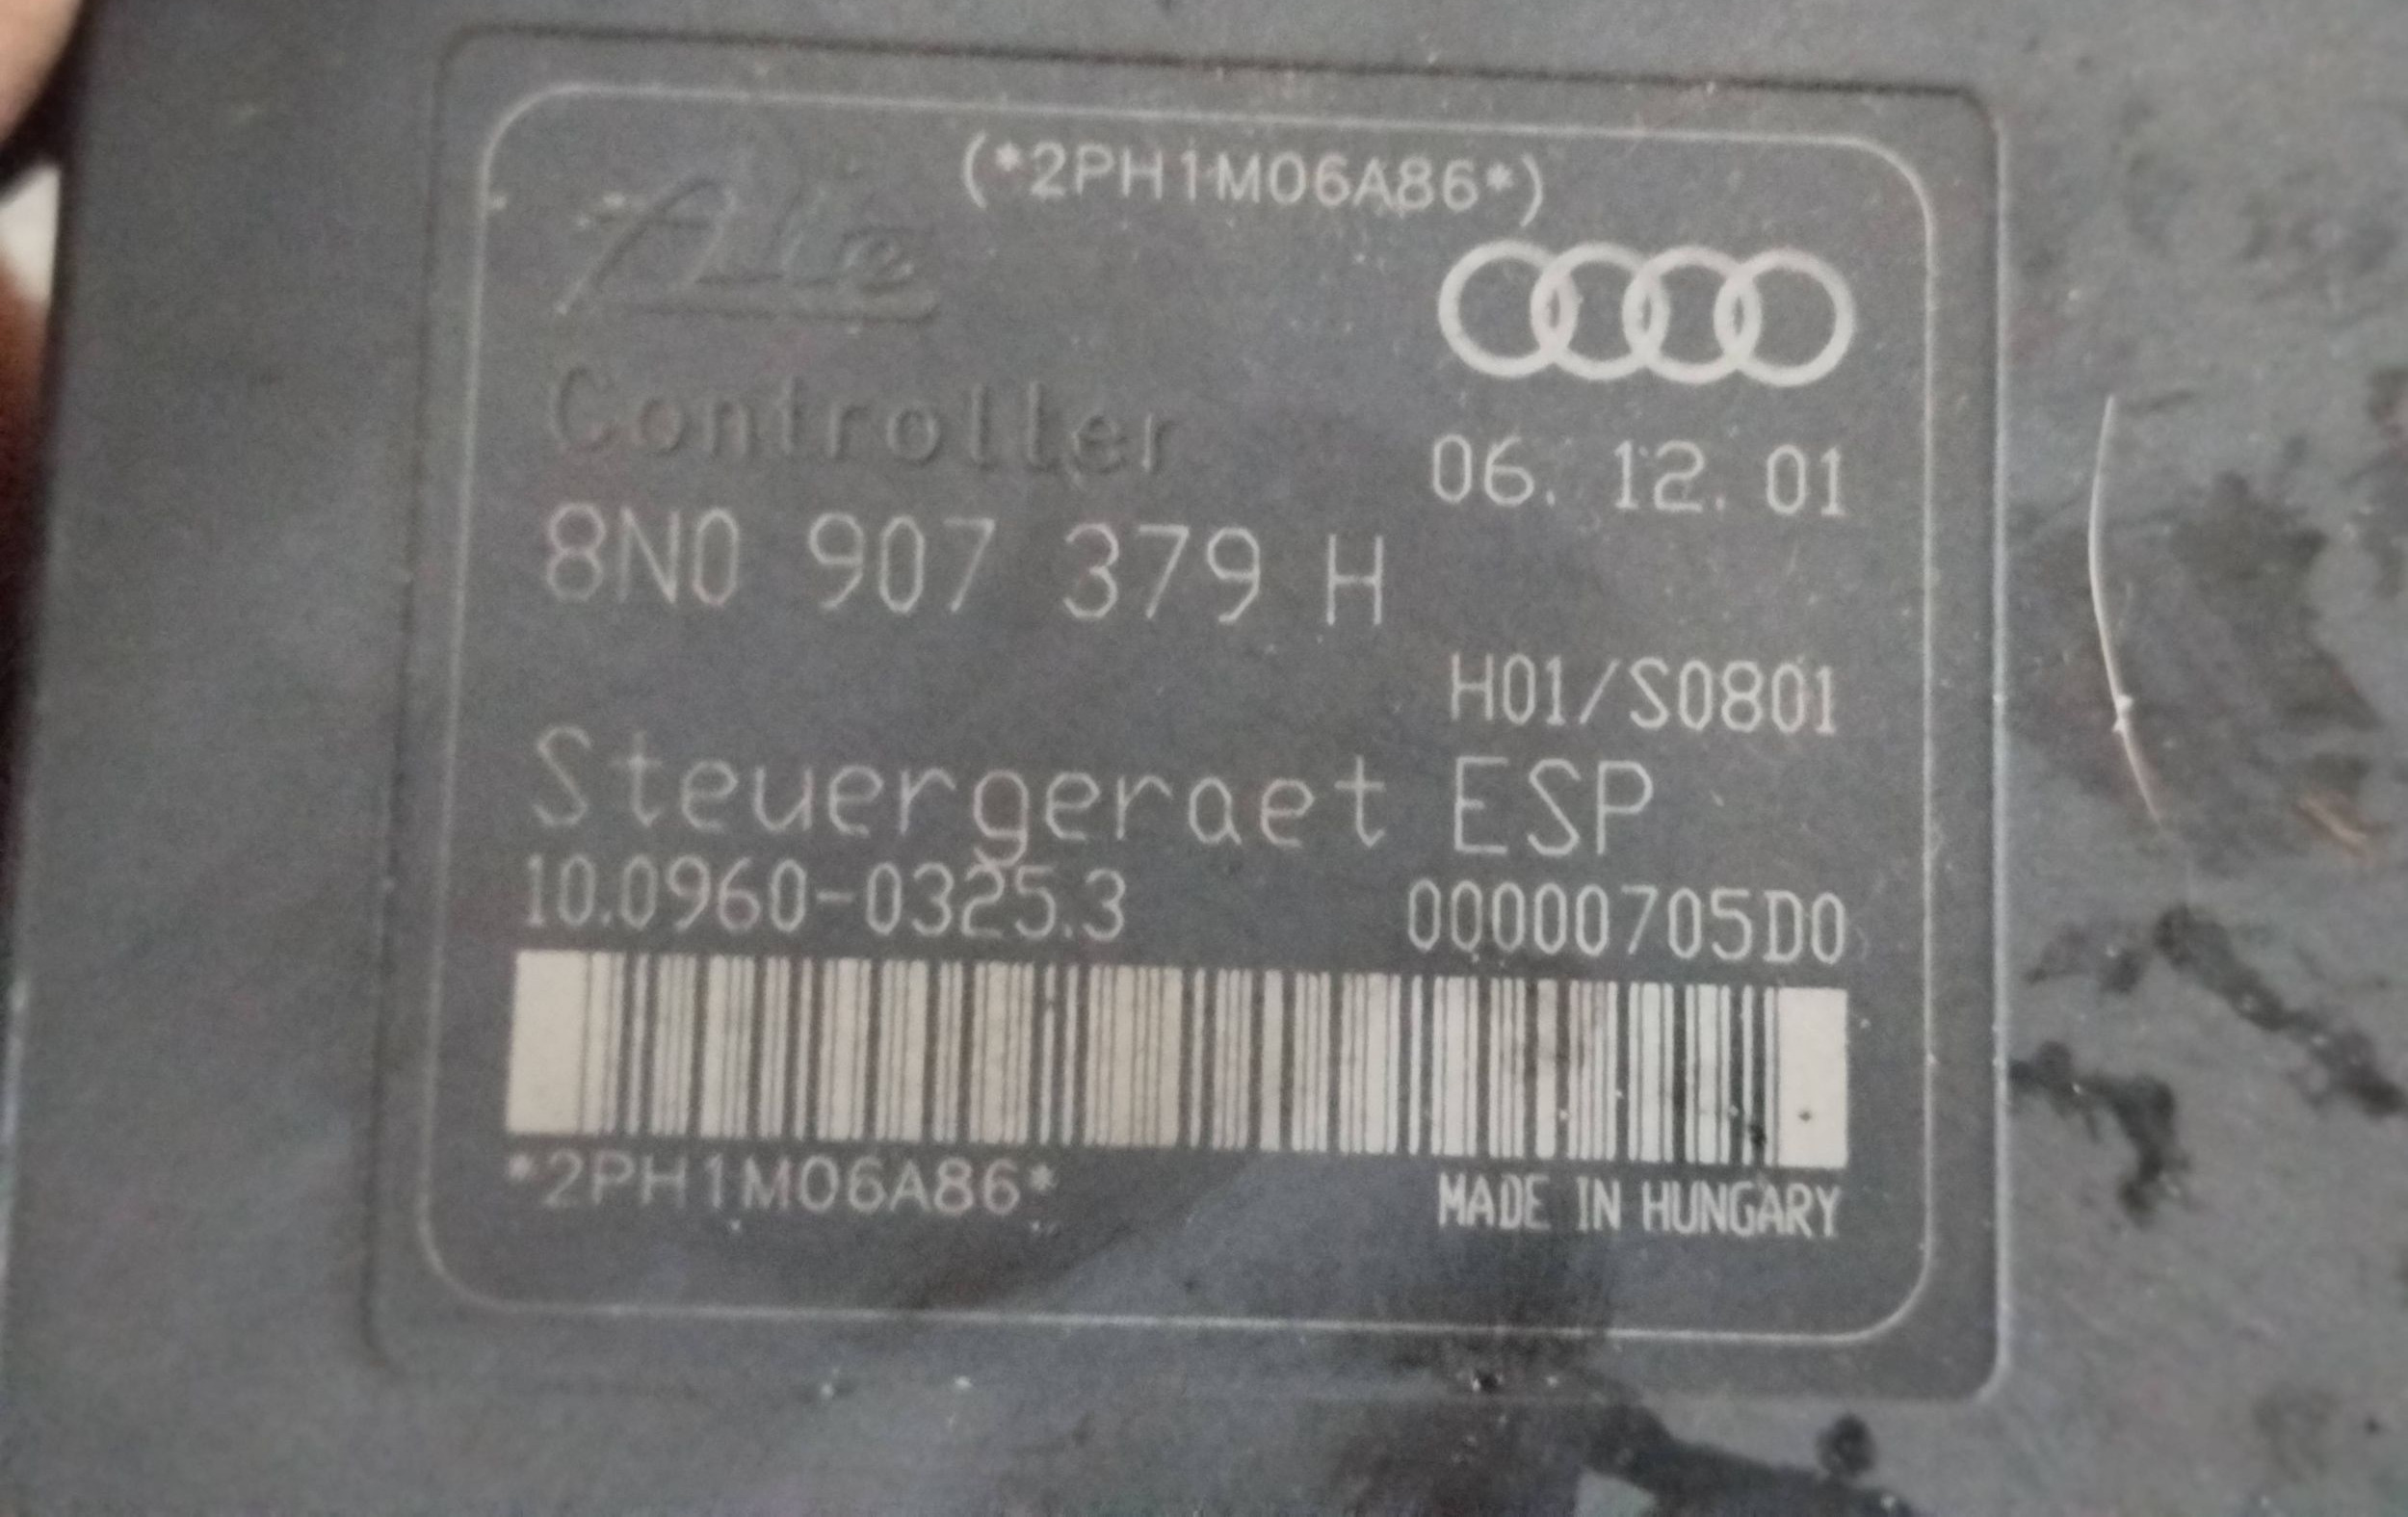 (*2PH1M06A86*)
Ate
Controller
06. 12. 01
8N0 907 379 H
H01/S0801
Steuergeraet ESP
10.0960-0325.3 00000705D0
*2PH1M06A86* MADE IN HUNGARY